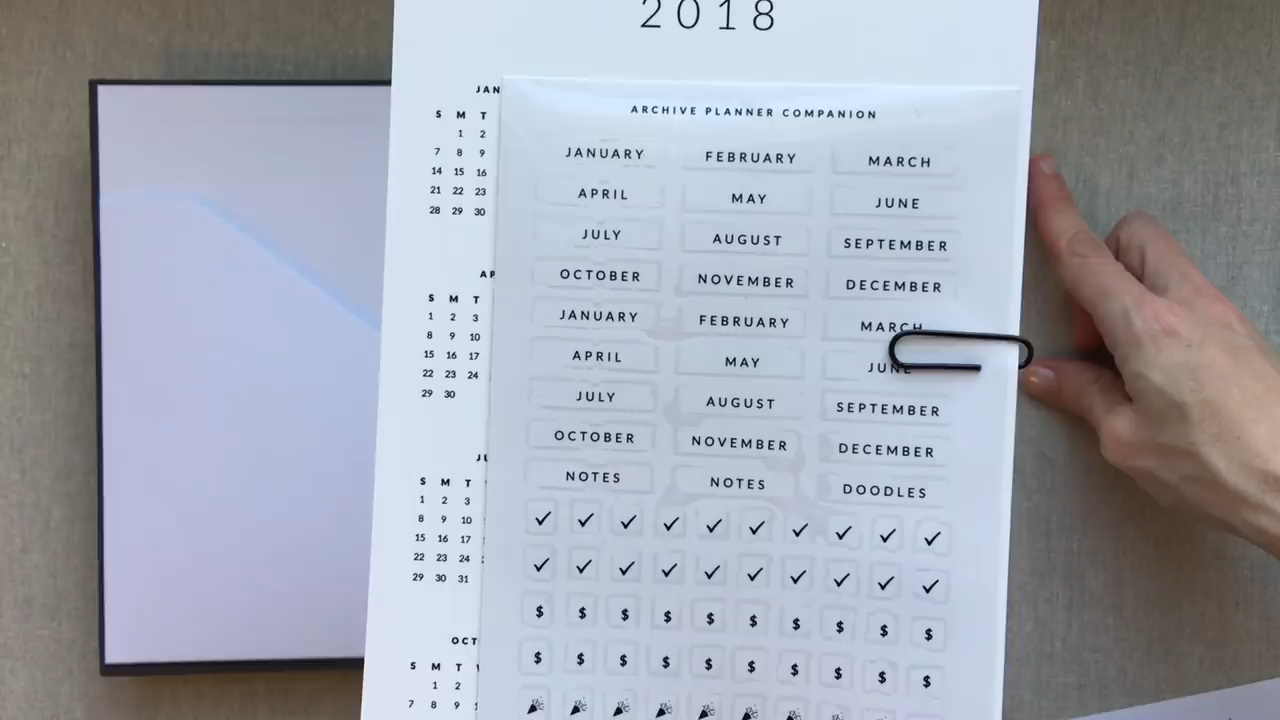 2018
ARCHIVE PLANNER COMPANION
JANUARY FEBRUARY MARCH
APRIL MAY JUNE
JULY AUGUST SEPTEMBER
OCTOBER NOVEMBER DECEMBER
JANUARY FEBRUARY MARCH
APRIL MAY JUNE
JULY AUGUST SEPTEMBER
OCTOBER NOVEMBER DECEMBER
NOTES NOTES DOODLES
✓ ✓ ✓ ✓ ✓ ✓ ✓ ✓ ✓ ✓
✓ ✓ ✓ ✓ ✓ ✓ ✓ ✓ ✓ ✓
$ $ $ $ $ $ $ $ $ $
$ $ $ $ $ $ $ $ $ $
JAN
S M T
1 2
7 8 9
14 15 16
21 22 23
28 29 30
AP
S M T
1 2 3
8 9 10
15 16 17
22 23 24
29 30
JU
S M T
1 2 3
8 9 10
15 16 17
22 23 24
29 30 31
OCT
S M T
1 2
7 8 9